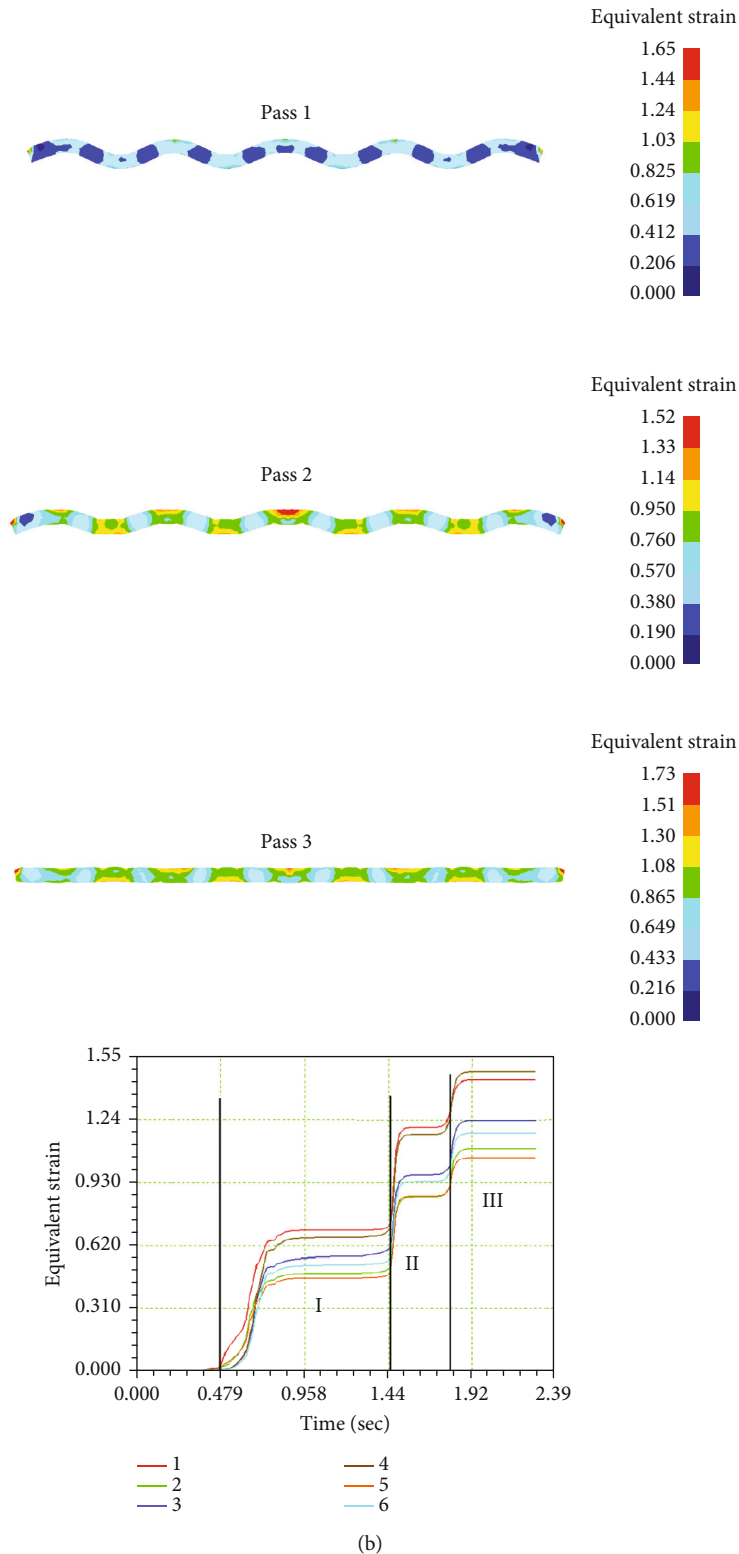 Equivalent strain
1.65
1.44
1.24
1.03
0.825
0.619
0.412
0.206
0.000
Pass 1
Equivalent strain
1.52
1.33
1.14
0.950
0.760
0.570
0.380
0.190
0.000
Pass 2
Equivalent strain
1.73
1.51
1.30
1.08
0.865
0.649
0.433
0.216
0.000
Pass 3
1.55
1.24
0.930
0.620
0.310
0.000
Equivalent strain
I
II
III
0.000 0.479 0.958 1.44 1.92 2.39
Time (sec)
1 4
2 5
3 6
(b)